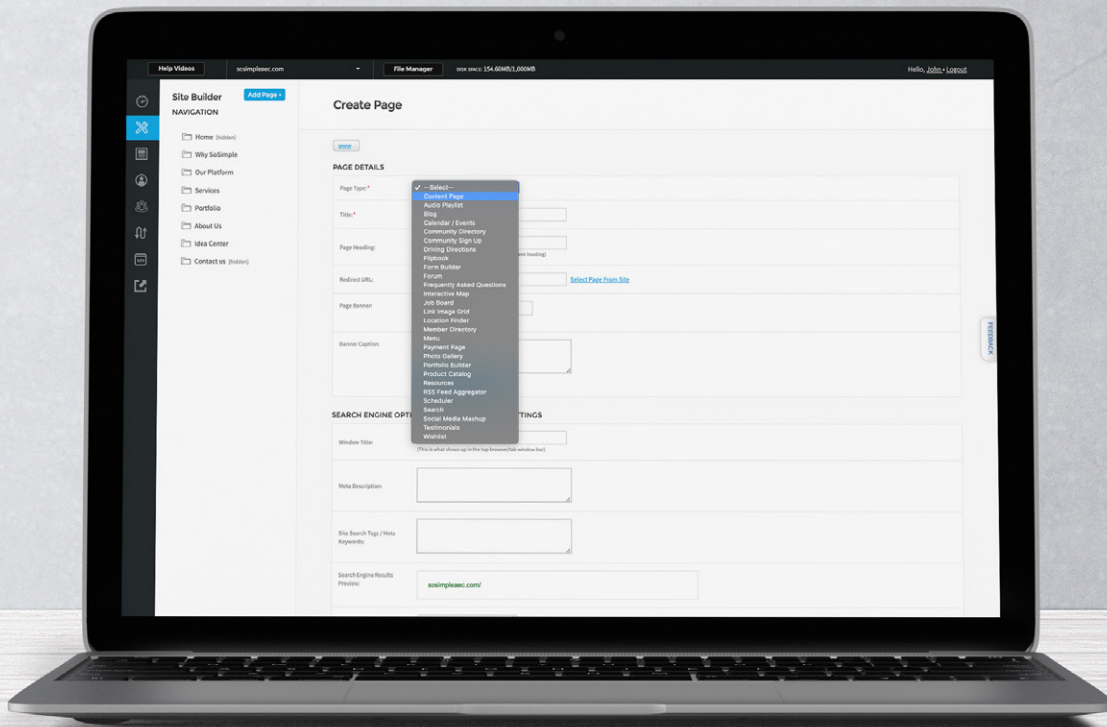 Help Videos
sosimpleaec.com
File Manager
DISK SPACE: 154.60MB/1,000MB
Hello, John • Logout
Site Builder
Add Page +
NAVIGATION
Home (hidden)
Why SoSimple
Our Platform
Services
Portfolio
About Us
Idea Center
Contact us (hidden)
Create Page
www
PAGE DETAILS
Page Type:*
✓ --Select--
Content Page
Audio Playlist
Blog
Calendar / Events
Community Directory
Community Sign Up
Driving Directions
Flipbook
Form Builder
Forum
Frequently Asked Questions
Interactive Map
Job Board
Link Image Grid
Location Finder
Member Directory
Menu
Payment Page
Photo Gallery
Portfolio Builder
Product Catalog
Resources
RSS Feed Aggregator
Scheduler
Search
Social Media Mashup
Testimonials
Wishlist
Title:*
Page Heading:
heading)
Redirect URL:
Select Page From Site
Page Banner:
Banner Caption:
FEEDBACK
SEARCH ENGINE OPT
TTINGS
Window Title:
(This is what shows up in the top browser/tab window bar)
Meta Description:
Site Search Tags / Meta
Keywords:
Search Engine Results
Preview:
sosimpleaec.com/